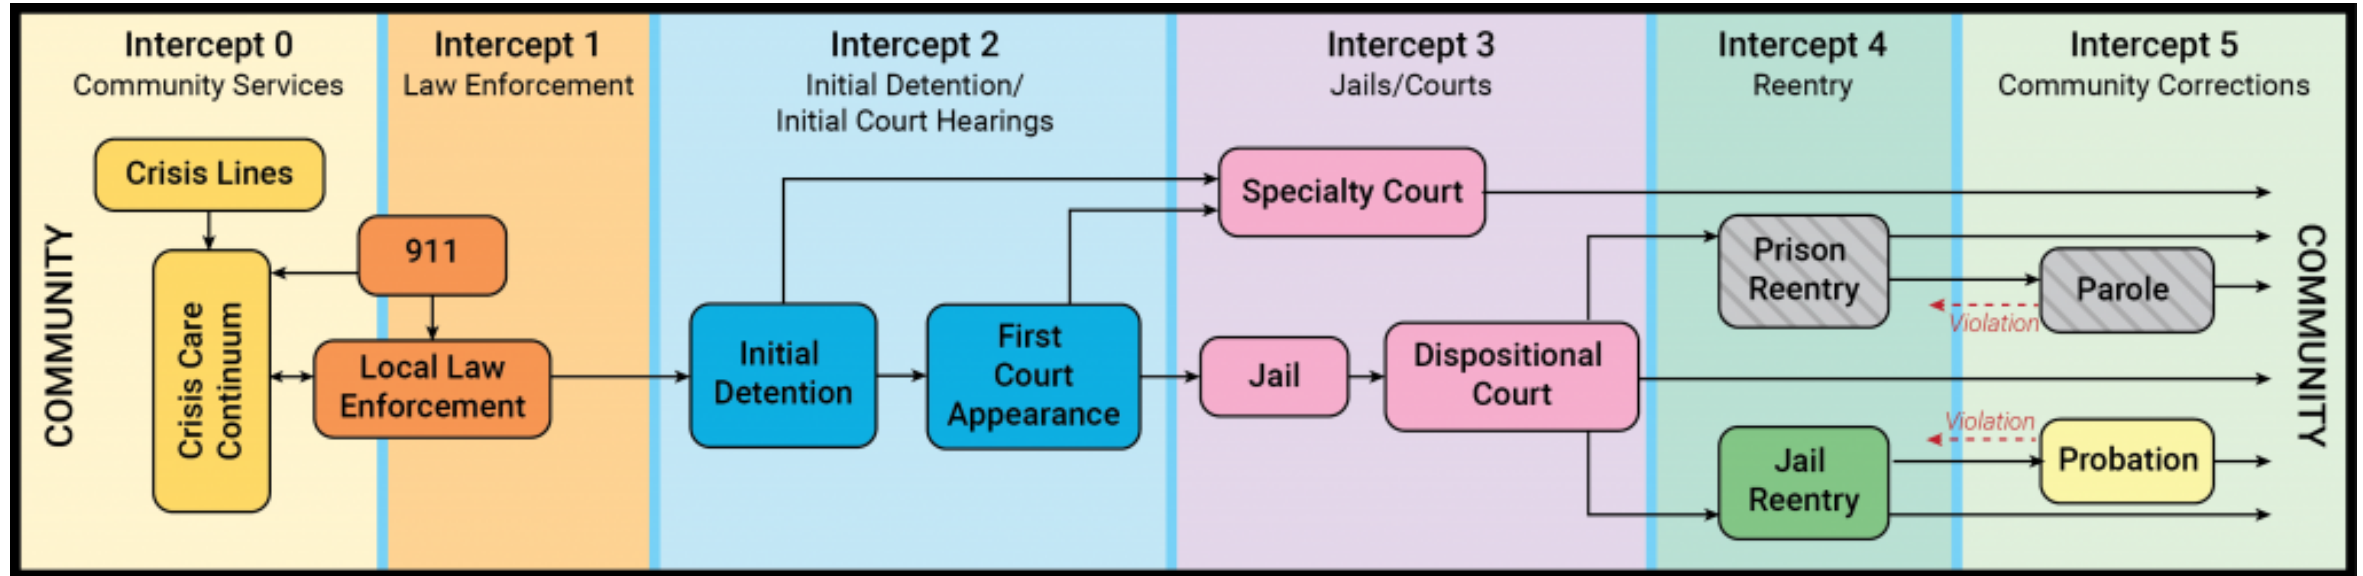 Intercept 0
Community Services
Intercept 1
Law Enforcement
Intercept 2
Initial Detention/
Initial Court Hearings
Intercept 3
Jails/Courts
Intercept 4
Reentry
Intercept 5
Community Corrections
COMMUNITY
Crisis Lines
Crisis Care
Continuum
911
Local Law
Enforcement
Initial
Detention
First
Court
Appearance
Specialty Court
Jail
Dispositional
Court
Prison
Reentry
Parole
Violation
Jail
Reentry
Violation
Probation
COMMUNITY